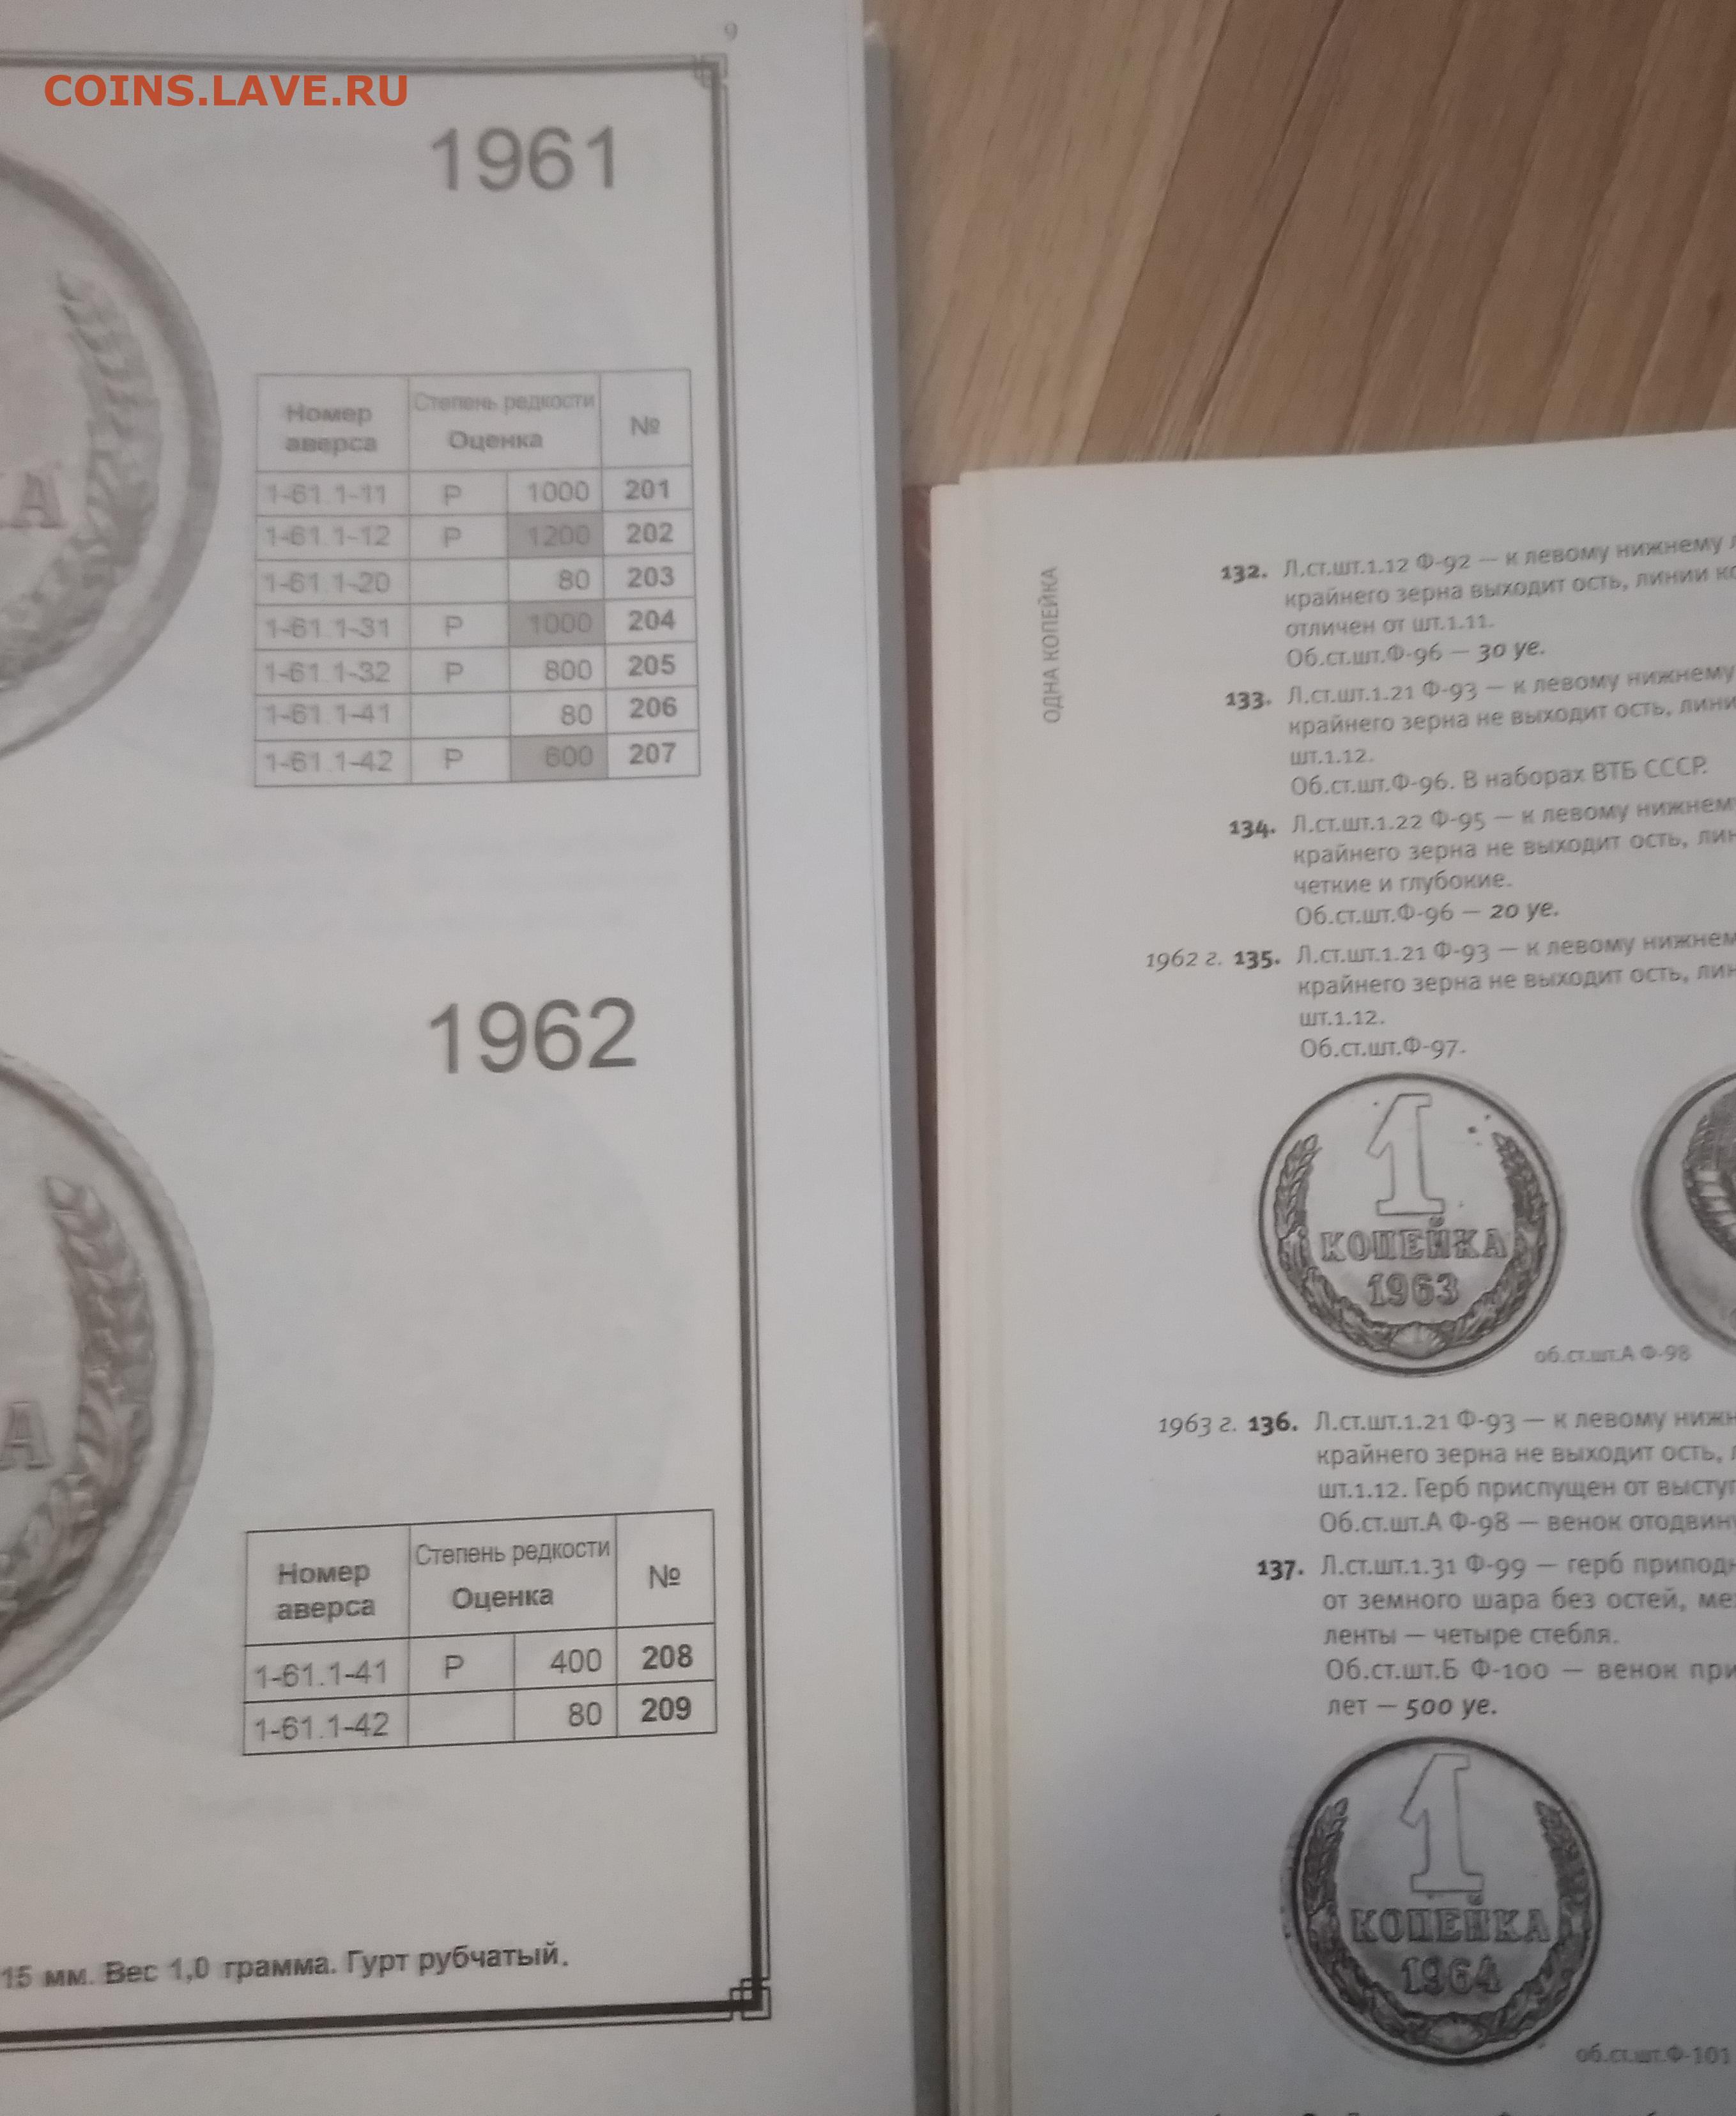 COINS.LAVE.RU
9
1961
КА
Номер аверса Степень редкости Оценка №
1-61.1-11 Р 1000 201
1-61.1-12 Р 1200 202
1-61.1-20 80 203
1-61.1-31 Р 1000 204
1-61.1-32 Р 800 205
1-61.1-41 80 206
1-61.1-42 Р 600 207
1962
А
Номер аверса Степень редкости Оценка №
1-61.1-41 Р 400 208
1-61.1-42 80 209
15 мм. Вес 1,0 грамма. Гурт рубчатый.
ОДНА КОПЕЙКА
132. Л.ст.шт.1.12 Ф-92 — к левому нижнему
крайнего зерна выходит ость, линии
отличен от шт.1.11.
Об.ст.шт.Ф-96 — 30 уе.
133. Л.ст.шт.1.21 Ф-93 — к левому нижнему
крайнего зерна не выходит ость,
шт.1.12.
Об.ст.шт.Ф-96. В наборах ВТБ СССР.
134. Л.ст.шт.1.22 Ф-95 — к левому
крайнего зерна не выходит ость,
четкие и глубокие.
Об.ст.шт.Ф-96 — 20 уе.
1962 г. 135. Л.ст.шт.1.21 Ф-93 — к левому
крайнего зерна не выходит ость,
шт.1.12.
Об.ст.шт.Ф-97.
1
КОПЕЙКА
1963
об.ст.шт.А Ф-98
1963 г. 136. Л.ст.шт.1.21 Ф-93 — к левому
крайнего зерна не выходит ость,
шт.1.12. Герб приспущен от
Об.ст.шт.А Ф-98 — венок
137. Л.ст.шт.1.31 Ф-99 — герб
от земного шара без остей,
ленты — четыре стебля.
Об.ст.шт.Б Ф-100 — венок
лет — 500 уе.
1
КОПЕЙКА
1964
об.ст.шт.Ф-101